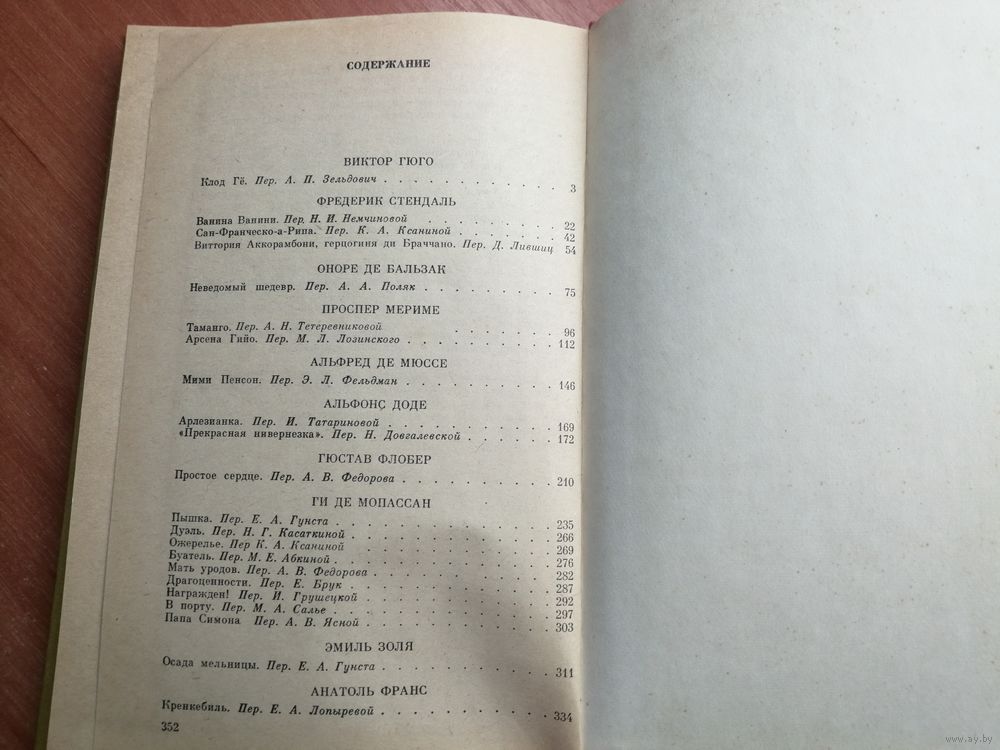 СОДЕРЖАНИЕ
ВИКТОР ГЮГО
Клод Гё. Пер. А. П. Зельдович . . . . . . . . . . . . 3
ФРЕДЕРИК СТЕНДАЛЬ
Ванина Ванини. Пер. Н. И. Немчиновой . . . . . . . . 22
Сан-Франческо-а-Рипа. Пер. К. А. Ксаниной . . . . . . . 42
Виттория Аккорамбони, герцогиня ди Браччано. Пер. Д. Лившиц 54
ОНОРЕ ДЕ БАЛЬЗАК
Неведомый шедевр. Пер. А. А. Поляк . . . . . . . . . 75
ПРОСПЕР МЕРИМЕ
Таманго. Пер. А. Н. Тетеревниковой . . . . . . . 96
Арсена Гийо. Пер. М. Л. Лозинского . . . . . . . . . . 112
АЛЬФРЕД ДЕ МЮССЕ
Мими Пенсон. Пер. Э. Л. Фельдман . . . . . . . . . . 146
АЛЬФОНС ДОДЕ
Арлезианка. Пер. И. Татариновой . . . . . . . . . . . 169
«Прекрасная нивернезка». Пер. Н. Довгалевской . . . . . . 172
ГЮСТАВ ФЛОБЕР
Простое сердце. Пер. А. В. Федорова . . . . . . . . . . 210
ГИ ДЕ МОПАССАН
Пышка. Пер. Е. А. Гунста . . . . . . . . . . . . . 235
Дуэль. Пер. Н. Г. Касаткиной . . . . . . . . . . . . 266
Ожерелье. Пер К. А. Ксаниной . . . . . . . . . . . . 269
Буатель. Пер. М. Е. Абкиной . . . . . . . . . . . . . 276
Мать уродов. Пер. А. В. Федорова . . . . . . . . . . . 282
Драгоценности. Пер. Е. Брук . . . . . . . . . . . . . 287
Награжден! Пер. И. Грушецкой . . . . . . . . . . . . 292
В порту. Пер. М. А. Салье . . . . . . . . . . . . . . 297
Папа Симона Пер. А. В. Ясной . . . . . . . . . . . . 303
ЭМИЛЬ ЗОЛЯ
Осада мельницы. Пер. Е. А. Гунста . . . . . . . . . . . 311
АНАТОЛЬ ФРАНС
Кренкебиль. Пер. Е. А. Лопыревой . . . . . . . . . . . 334
352
www.ay.by